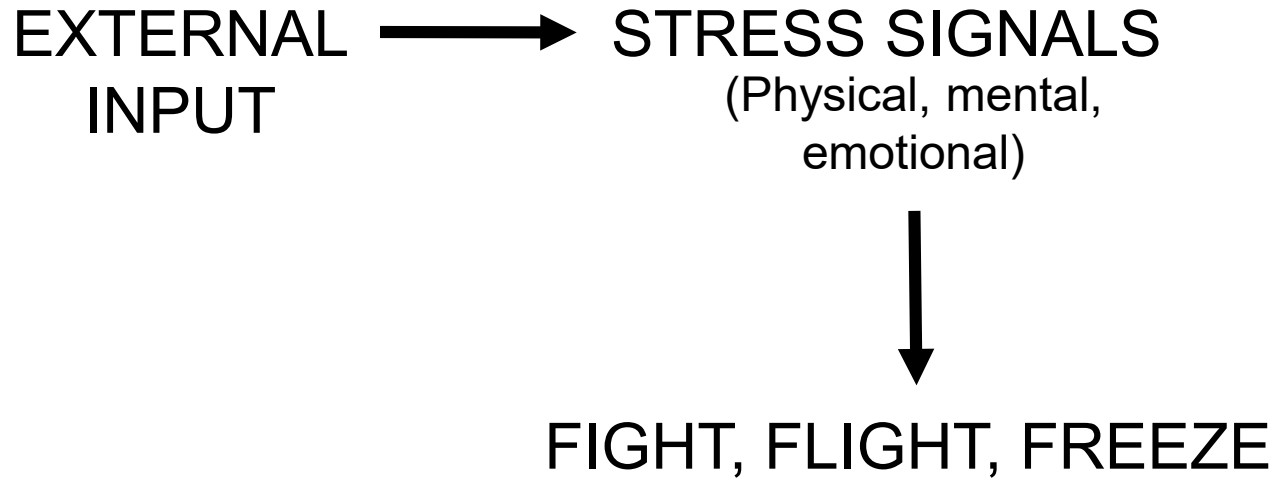 EXTERNAL
INPUT
STRESS SIGNALS
(Physical, mental,
emotional)
FIGHT, FLIGHT, FREEZE